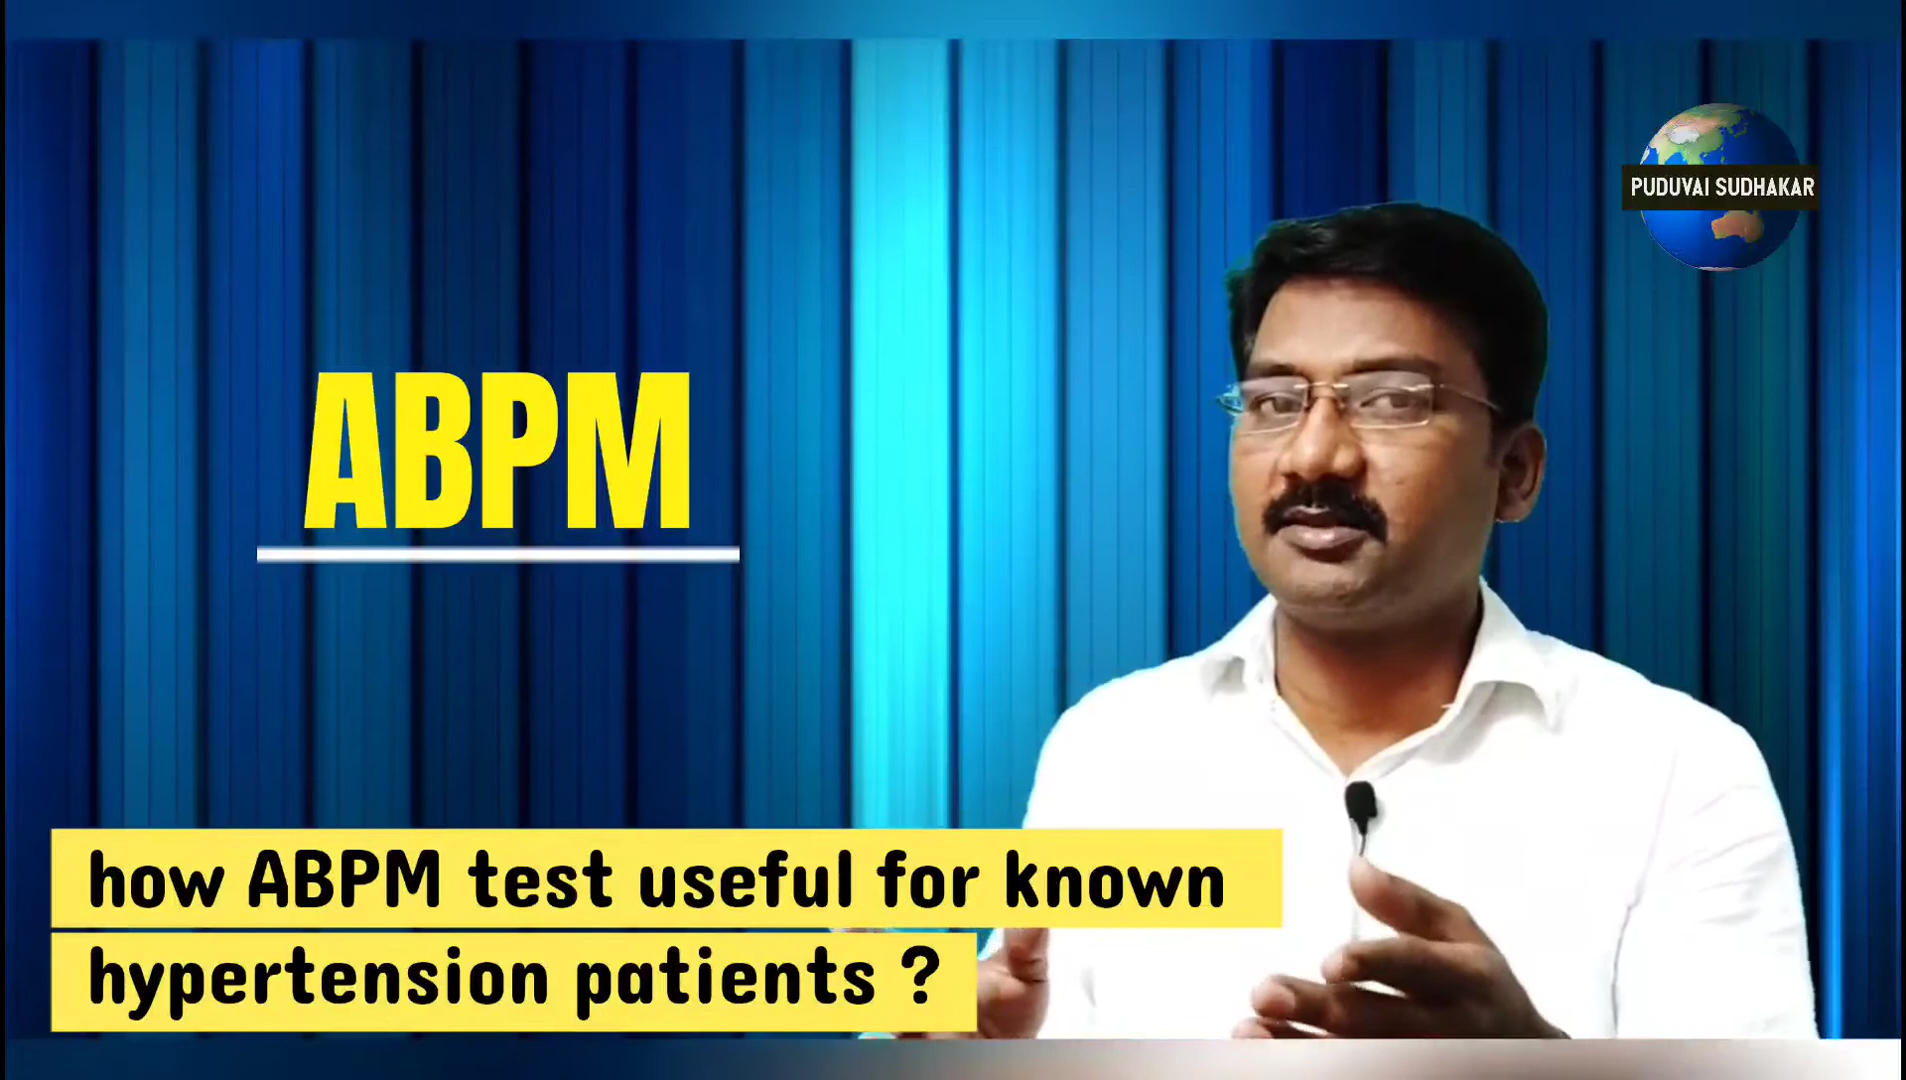 PUDUVAI SUDHAKAR
ABPM
how ABPM test useful for known
hypertension patients ?